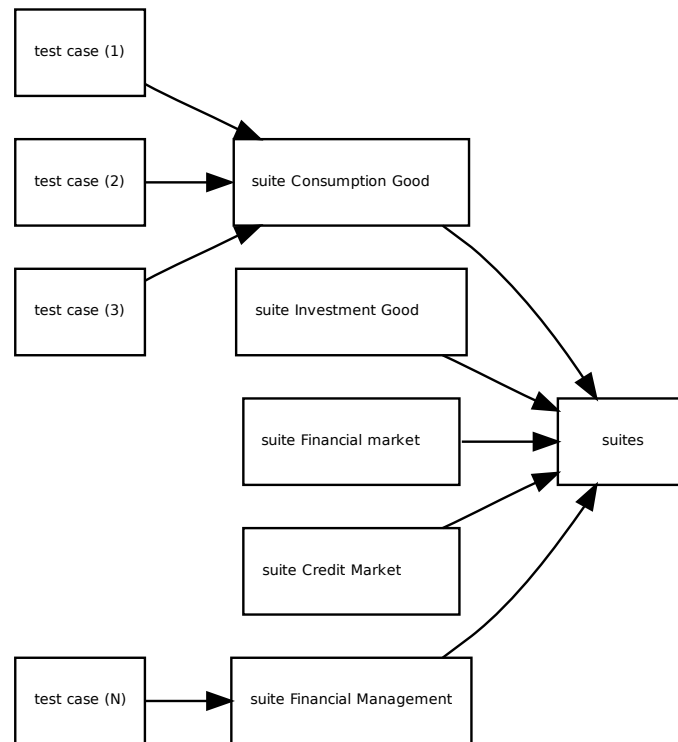 test case (1)
test case (2)
suite Consumption Good
test case (3)
suite Investment Good
suite Financial market
suites
suite Credit Market
test case (N)
suite Financial Management